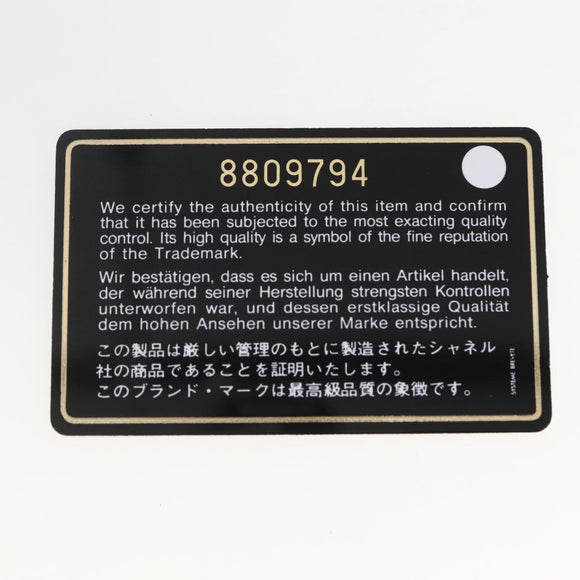 8809794
We certify the authenticity of this item and confirm
that it has been subjected to the most exacting quality
control. Its high quality is a symbol of the fine reputation
of the Trademark.
Wir bestätigen, dass es sich um einen Artikel handelt,
der während seiner Herstellung strengsten Kontrollen
unterworfen war, und dessen erstklassige Qualität
dem hohen Ansehen unserer Marke entspricht.
この製品は厳しい管理のもとに製造されたシャネル
社の商品であることを証明いたします。
このブランド・マークは最高級品質の象徴です。
SYSTEME BREVETE